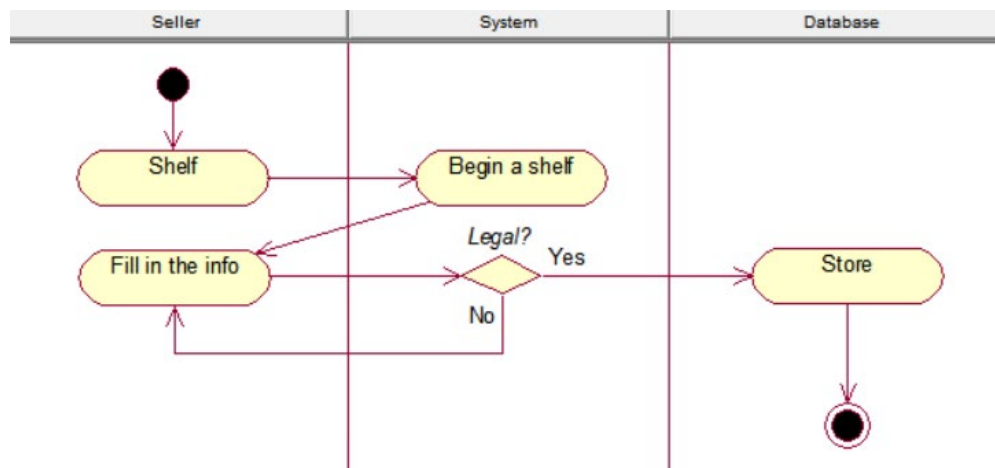 Seller
System
Database
Shelf
Begin a shelf
Legal?
Fill in the info
Yes
Store
No